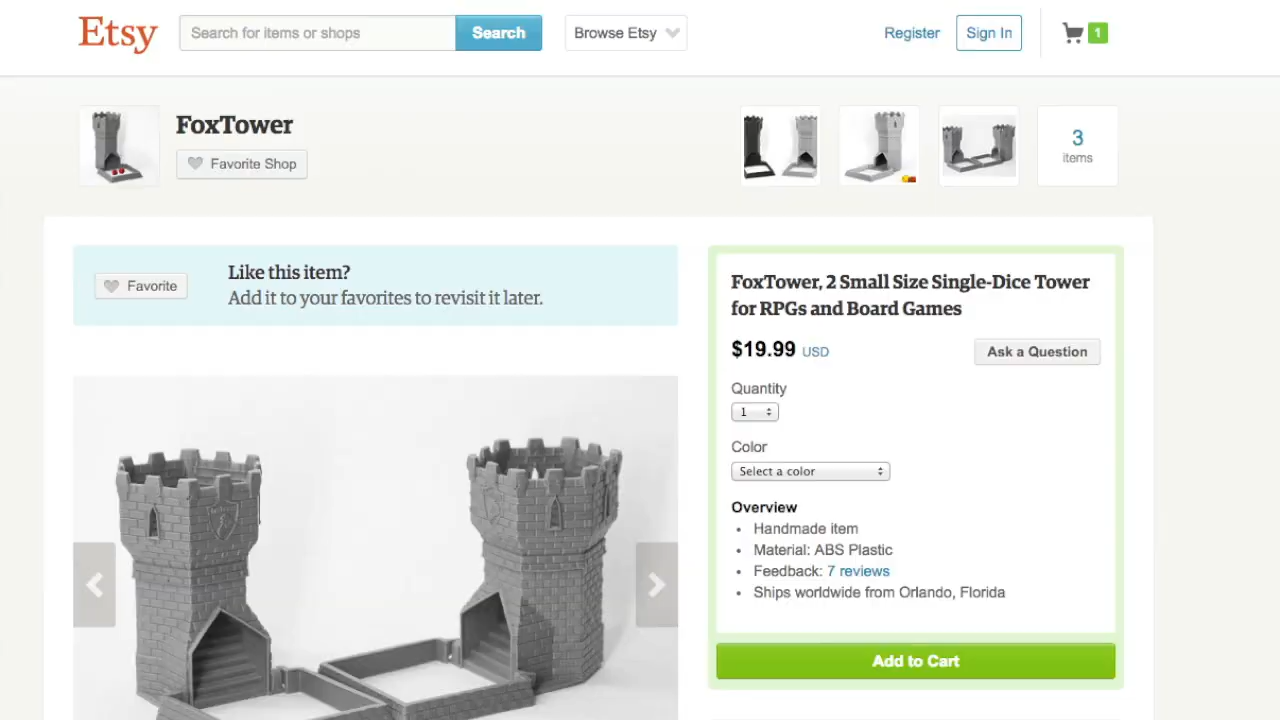 Etsy
Search for items or shops
Search
Browse Etsy
Register
Sign In
1
FoxTower
Favorite Shop
3
items
Favorite
Like this item?
Add it to your favorites to revisit it later.
FoxTower, 2 Small Size Single-Dice Tower
for RPGs and Board Games
$19.99 USD
Ask a Question
Quantity
1
Color
Select a color
Overview
Handmade item
Material: ABS Plastic
Feedback: 7 reviews
Ships worldwide from Orlando, Florida
Add to Cart